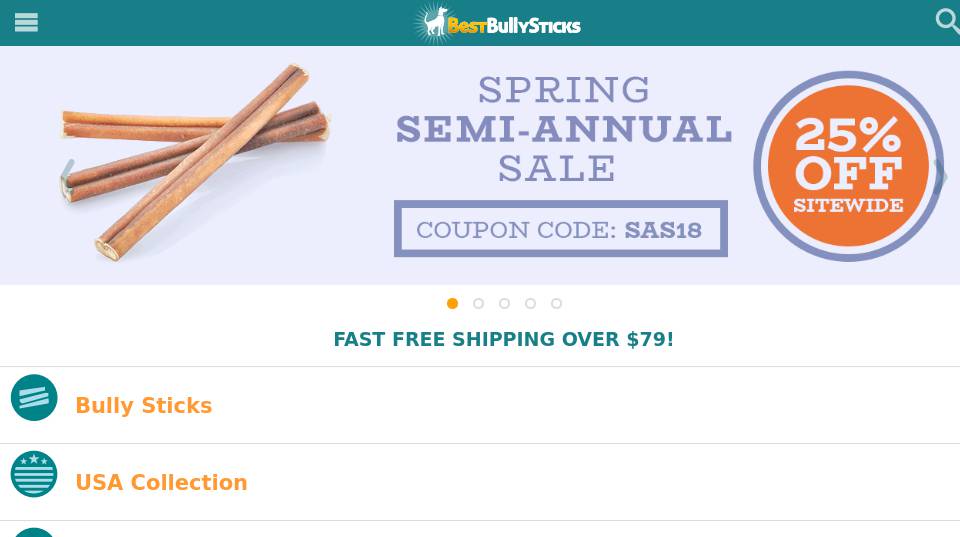 BestBullySticks
SPRING
SEMI-ANNUAL
SALE
COUPON CODE: SAS18
25%
OFF
SITEWIDE
FAST FREE SHIPPING OVER $79!
Bully Sticks
USA Collection